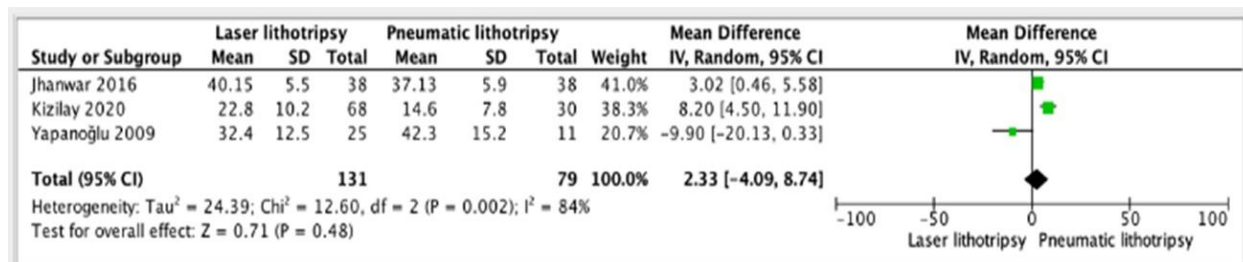 Laser lithotripsy Pneumatic lithotripsy Mean Difference Mean Difference
Study or Subgroup Mean SD Total Mean SD Total Weight IV, Random, 95% CI IV, Random, 95% CI
Jhanwar 2016 40.15 5.5 38 37.13 5.9 38 41.0% 3.02 [0.46, 5.58]
Kizilay 2020 22.8 10.2 68 14.6 7.8 30 38.3% 8.20 [4.50, 11.90]
Yapanoğlu 2009 32.4 12.5 25 42.3 15.2 11 20.7% −9.90 [−20.13, 0.33]
Total (95% CI) 131 79 100.0% 2.33 [−4.09, 8.74]
Heterogeneity: Tau² = 24.39; Chi² = 12.60, df = 2 (P = 0.002); I² = 84%
Test for overall effect: Z = 0.71 (P = 0.48)
−100 −50 0 50 100
Laser lithotripsy Pneumatic lithotripsy